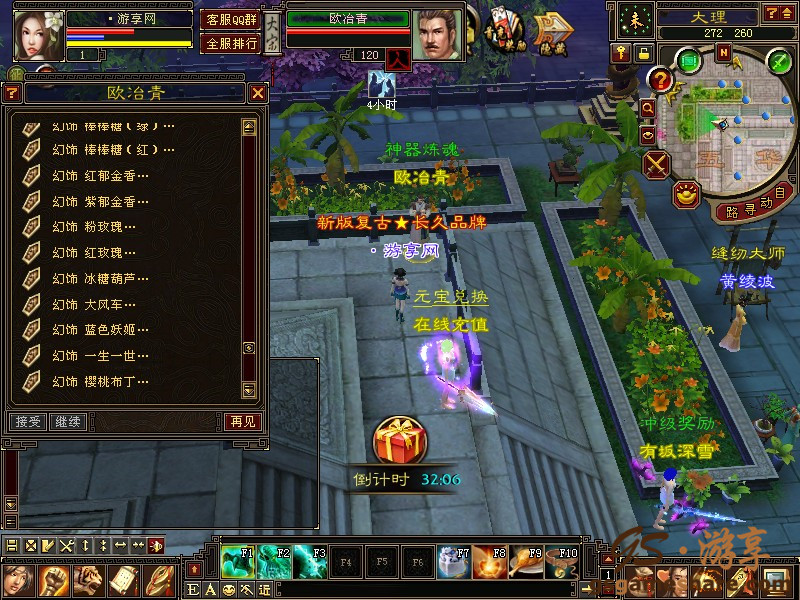 ·游享网
1
客服QQ群
全服排行
大宗
欧冶青
120
大理
272 260
未
N
自动寻路
欧冶青
4小时
幻饰 棒棒糖（绿）…
幻饰 棒棒糖（红）…
幻饰 红郁金香…
幻饰 紫郁金香…
幻饰 粉玫瑰…
幻饰 红玫瑰…
幻饰 冰糖葫芦…
幻饰 大风车…
幻饰 蓝色妖姬…
幻饰 一生一世…
幻饰 樱桃布丁…
接受
继续
再见
神器炼魂
欧冶青
新版复古★长久品牌
·游享网
元宝兑换
在线充值
缝纫大师
黄绫波
冲级奖励
有坂深雪
倒计时 32:06
F1
F2
F3
F4
F5
F6
F7
F8
F9
F10
E A 近
1
·游享